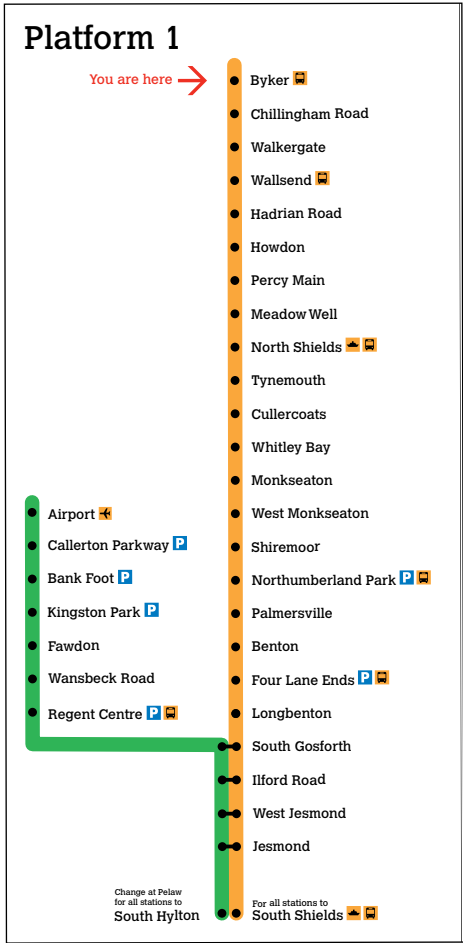 Platform 1
You are here
Byker
Chillingham Road
Walkergate
Wallsend
Hadrian Road
Howdon
Percy Main
Meadow Well
North Shields
Tynemouth
Cullercoats
Whitley Bay
Monkseaton
West Monkseaton
Shiremoor
Northumberland Park P
Palmersville
Benton
Four Lane Ends P
Longbenton
South Gosforth
Ilford Road
West Jesmond
Jesmond
Airport
Callerton Parkway P
Bank Foot P
Kingston Park P
Fawdon
Wansbeck Road
Regent Centre P
Change at Pelaw
for all stations to
South Hylton
For all stations to
South Shields